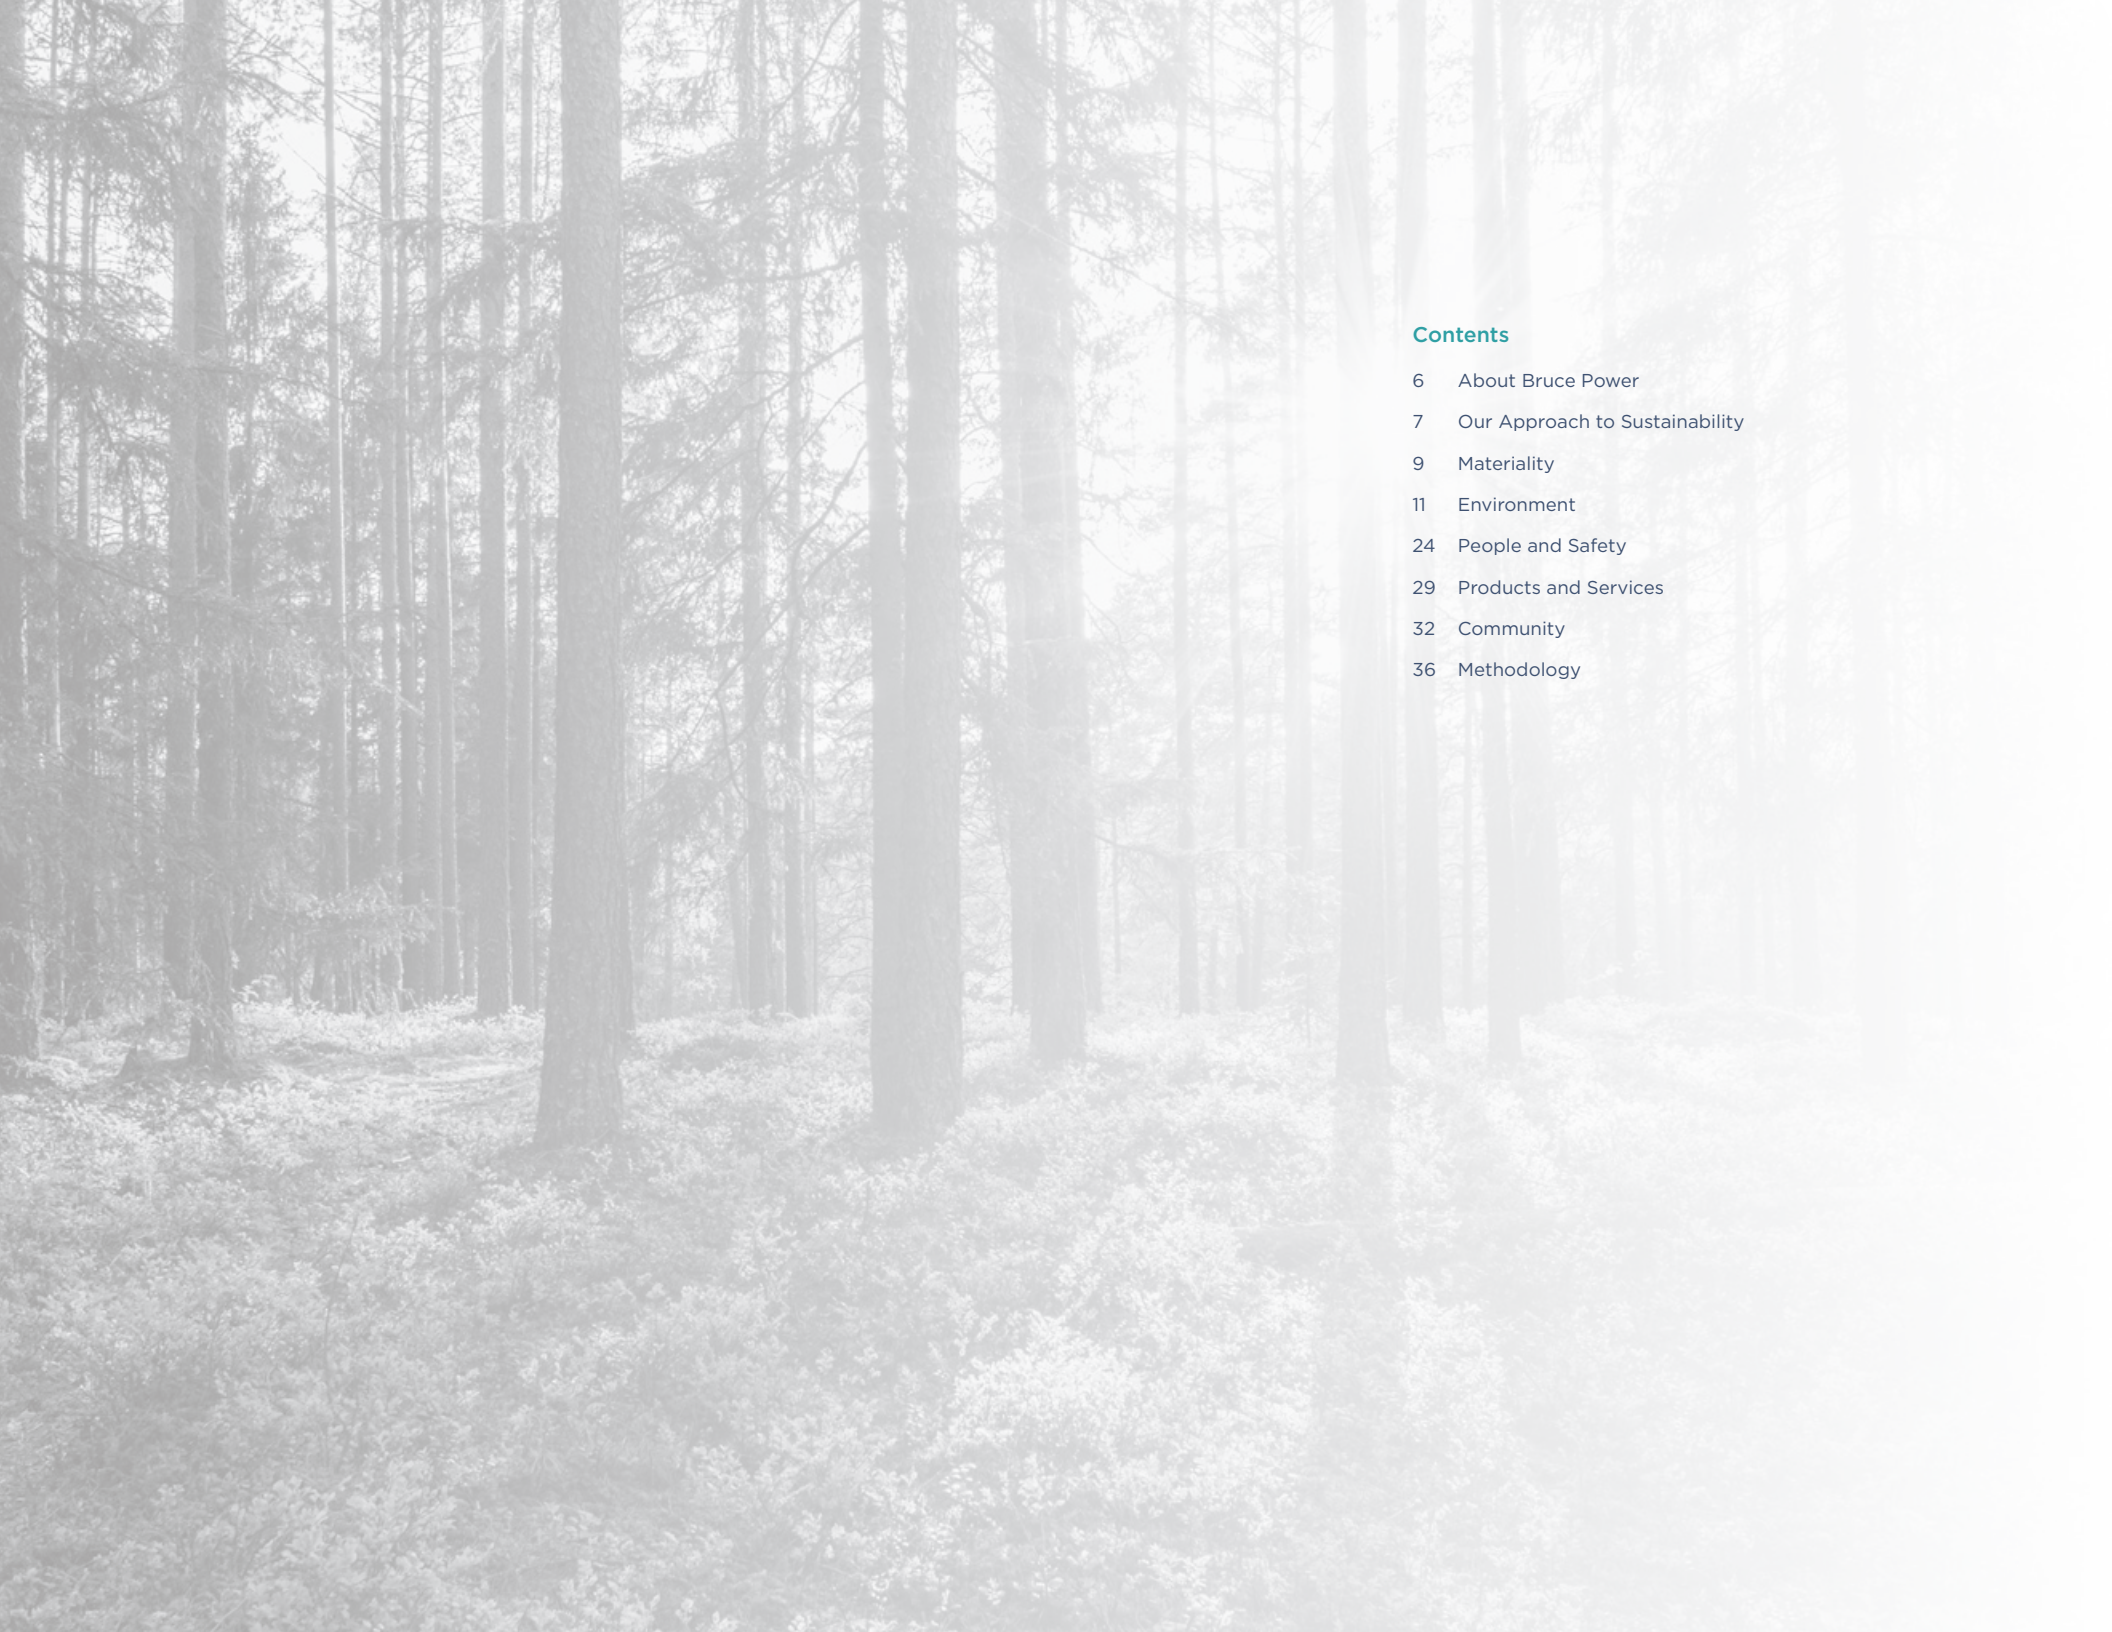 Contents
6 About Bruce Power
7 Our Approach to Sustainability
9 Materiality
11 Environment
24 People and Safety
29 Products and Services
32 Community
36 Methodology